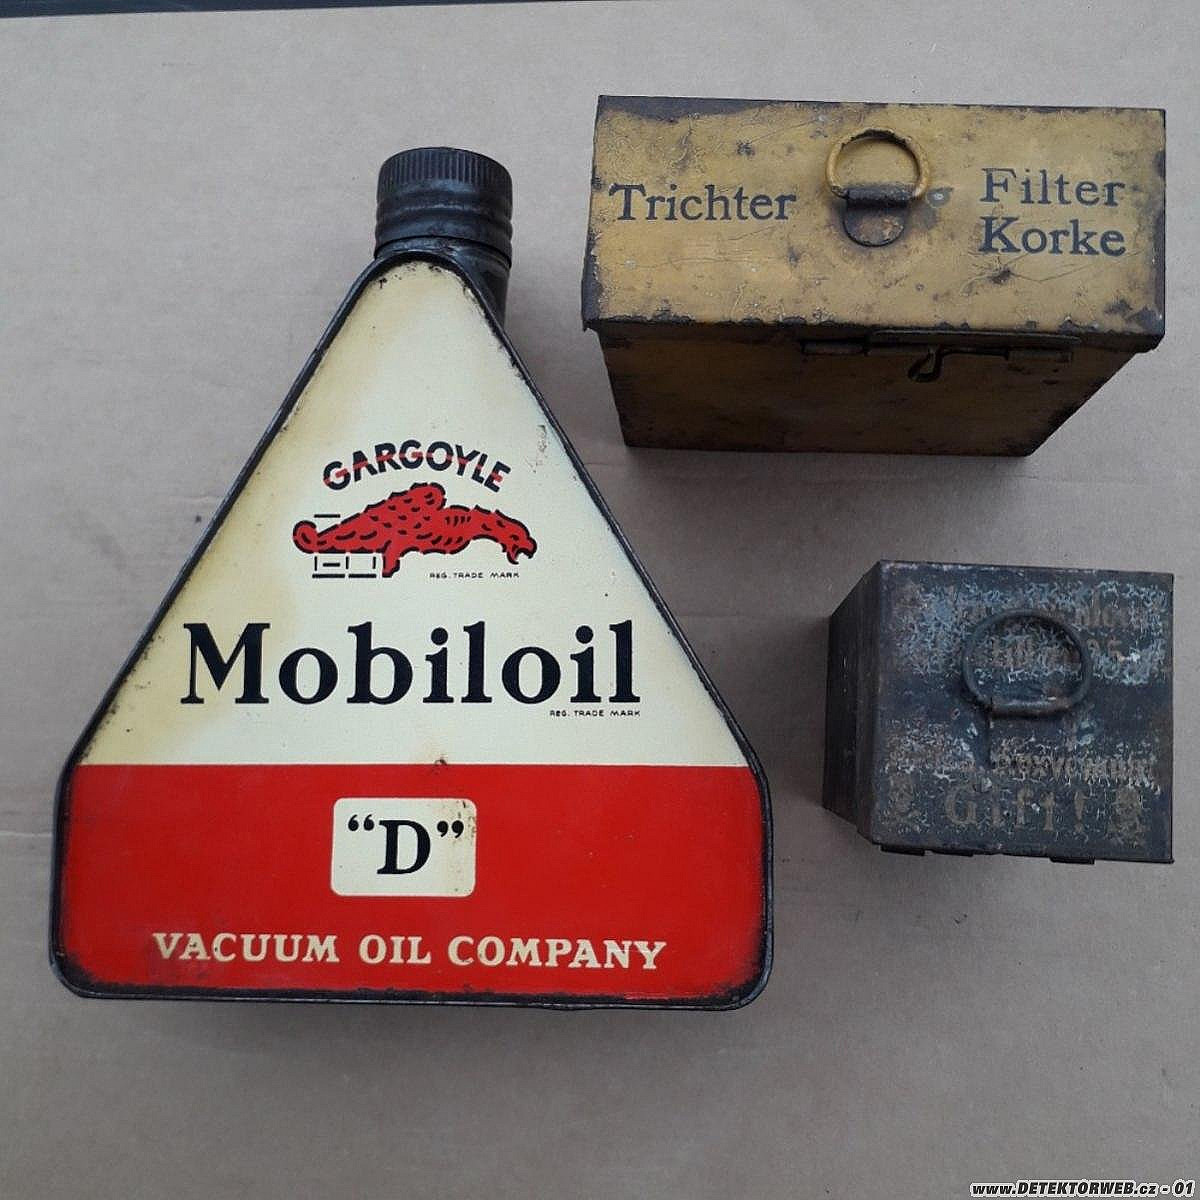 GARGOYLE
REG. TRADE MARK
Mobiloil
REG. TRADE MARK
"D"
VACUUM OIL COMPANY
Trichter
Filter
Korke
Gift!
www.DETEKTORWEB.cz - 01